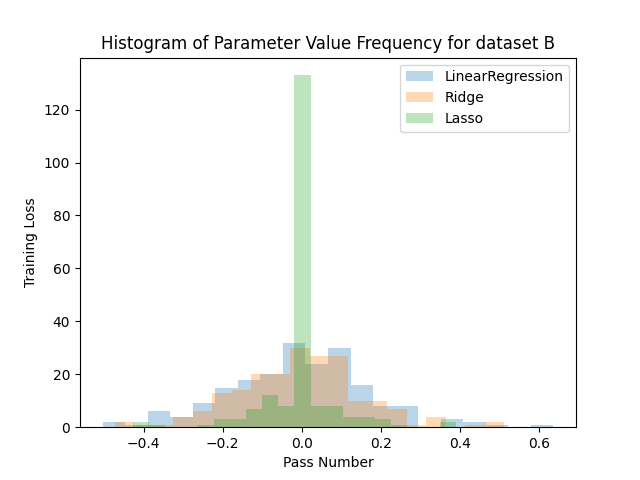 Histogram of Parameter Value Frequency for dataset B
LinearRegression
Ridge
Lasso
120
100
80
60
40
20
0
Training Loss
−0.4
−0.2
0.0
0.2
0.4
0.6
Pass Number